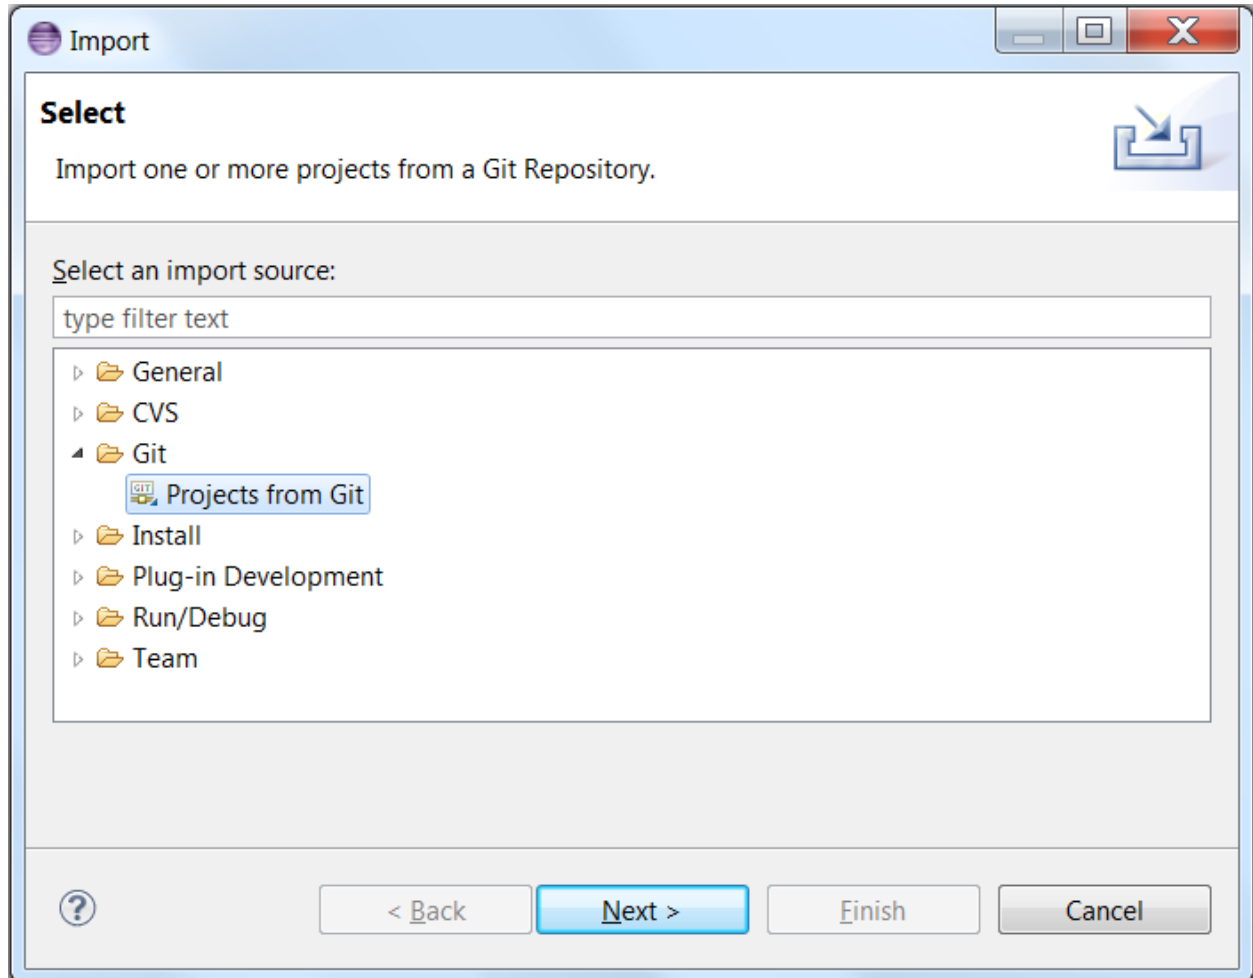 Import
Select
Import one or more projects from a Git Repository.
Select an import source:
type filter text
General
CVS
Git
GIT Projects from Git
Install
Plug-in Development
Run/Debug
Team
? < Back Next > Finish Cancel